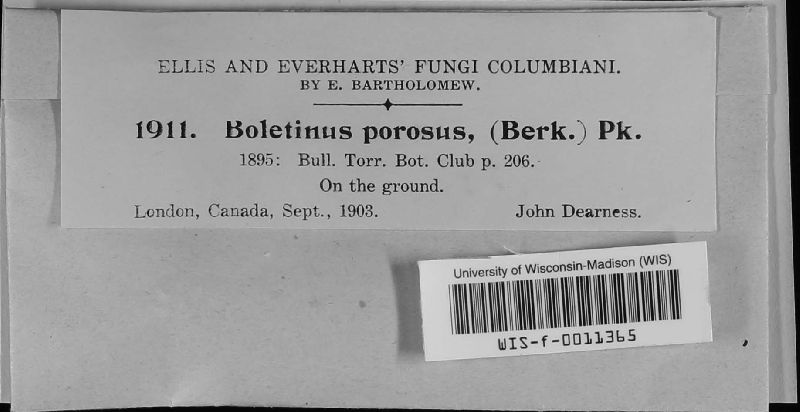 ELLIS AND EVERHARTS' FUNGI COLUMBIANI.
BY E. BARTHOLOMEW.
1911. Boletinus porosus, (Berk.) Pk.
1895: Bull. Torr. Bot. Club p. 206.
On the ground.
London, Canada, Sept., 1903. John Dearness.
University of Wisconsin-Madison (WIS)
WIS-f-0011365